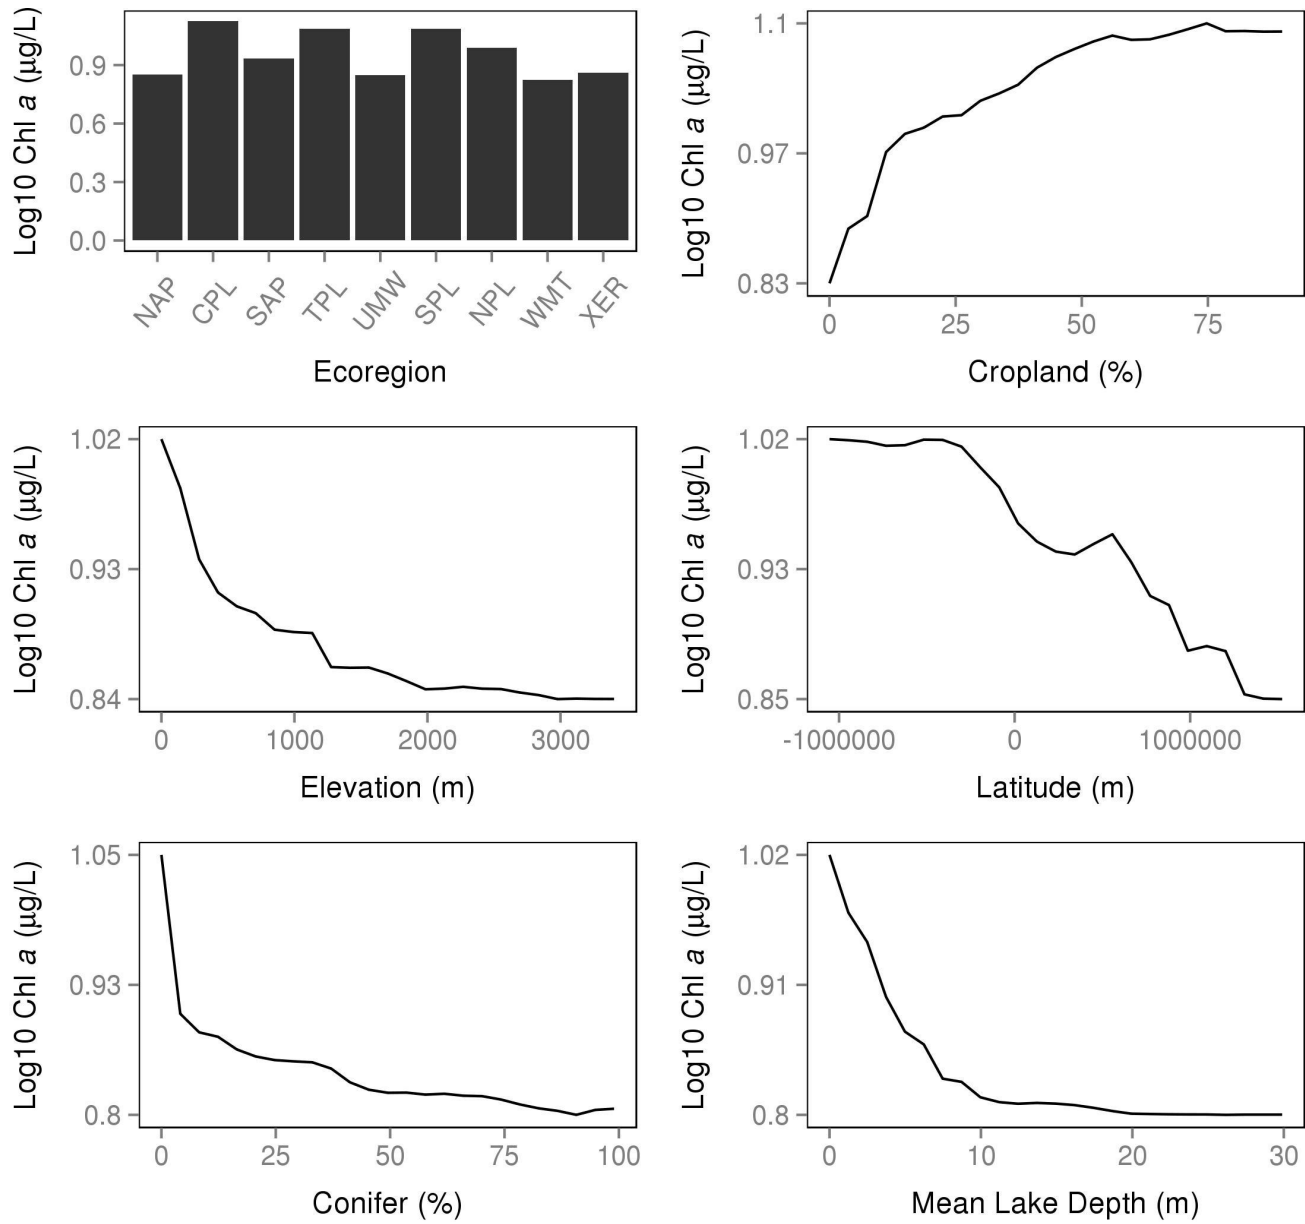 Log10 Chl a (µg/L)
0.9
0.6
0.3
0.0
NAP CPL SAP TPL UMW SPL NPL WMT XER
Ecoregion
Log10 Chl a (µg/L)
1.1
0.97
0.83
0 25 50 75
Cropland (%)
Log10 Chl a (µg/L)
1.02
0.93
0.84
0 1000 2000 3000
Elevation (m)
Log10 Chl a (µg/L)
1.02
0.93
0.85
-1000000 0 1000000
Latitude (m)
Log10 Chl a (µg/L)
1.05
0.93
0.8
0 25 50 75 100
Conifer (%)
Log10 Chl a (µg/L)
1.02
0.91
0.8
0 10 20 30
Mean Lake Depth (m)